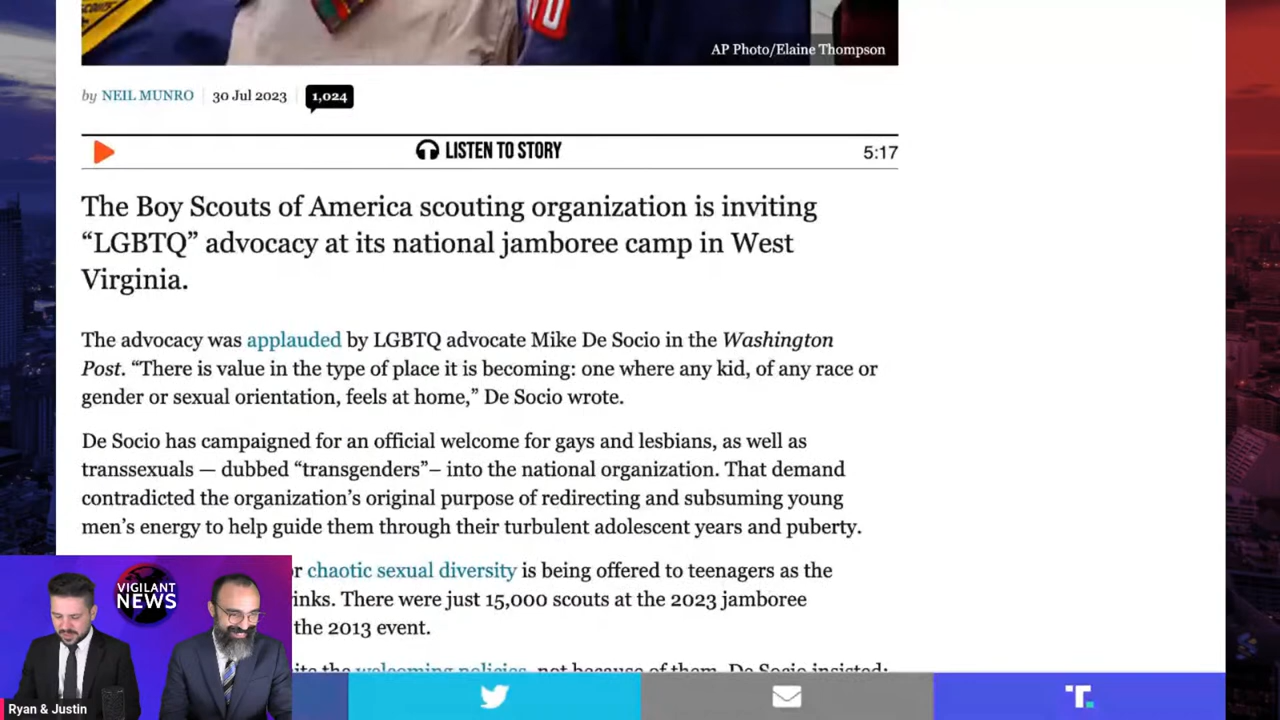 AP Photo/Elaine Thompson
by NEIL MUNRO 30 Jul 2023 1,024
LISTEN TO STORY 5:17
The Boy Scouts of America scouting organization is inviting
“LGBTQ” advocacy at its national jamboree camp in West
Virginia.
The advocacy was applauded by LGBTQ advocate Mike De Socio in the Washington
Post. “There is value in the type of place it is becoming: one where any kid, of any race or
gender or sexual orientation, feels at home,” De Socio wrote.
De Socio has campaigned for an official welcome for gays and lesbians, as well as
transsexuals — dubbed “transgenders”– into the national organization. That demand
contradicted the organization’s original purpose of redirecting and subsuming young
men’s energy to help guide them through their turbulent adolescent years and puberty.
or chaotic sexual diversity is being offered to teenagers as the
inks. There were just 15,000 scouts at the 2023 jamboree
the 2013 event.
ite the welcoming policies, not because of them, De Socio insisted:
VIGILANT
NEWS
Ryan & Justin